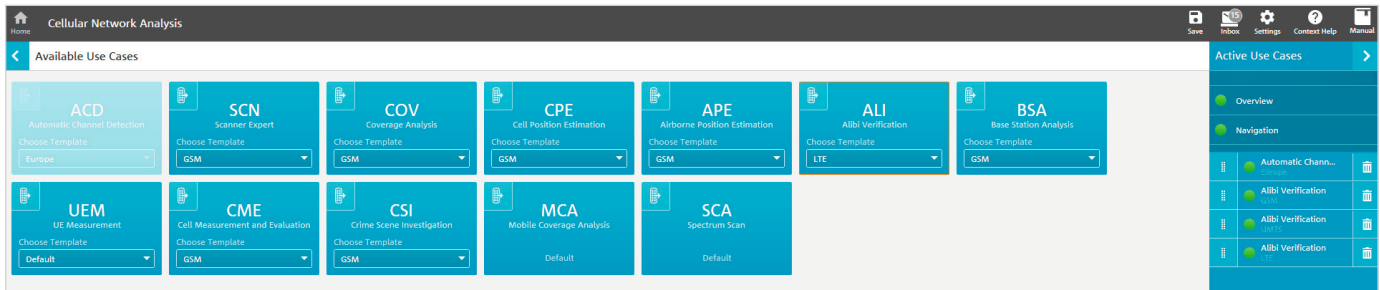 Home
Cellular Network Analysis
Save
15
Inbox
Settings
Context Help
Manual
Available Use Cases
Active Use Cases
ACD
Automatic Channel Detection
Choose Template
Europe
SCN
Scanner Expert
Choose Template
GSM
COV
Coverage Analysis
Choose Template
GSM
CPE
Cell Position Estimation
Choose Template
GSM
APE
Airborne Position Estimation
Choose Template
GSM
ALI
Alibi Verification
Choose Template
LTE
BSA
Base Station Analysis
Choose Template
GSM
UEM
UE Measurement
Choose Template
Default
CME
Cell Measurement and Evaluation
Choose Template
GSM
CSI
Crime Scene Investigation
Choose Template
GSM
MCA
Mobile Coverage Analysis
Default
SCA
Spectrum Scan
Default
Overview
Navigation
Automatic Chann...
Europe
Alibi Verification
GSM
Alibi Verification
UMTS
Alibi Verification
LTE